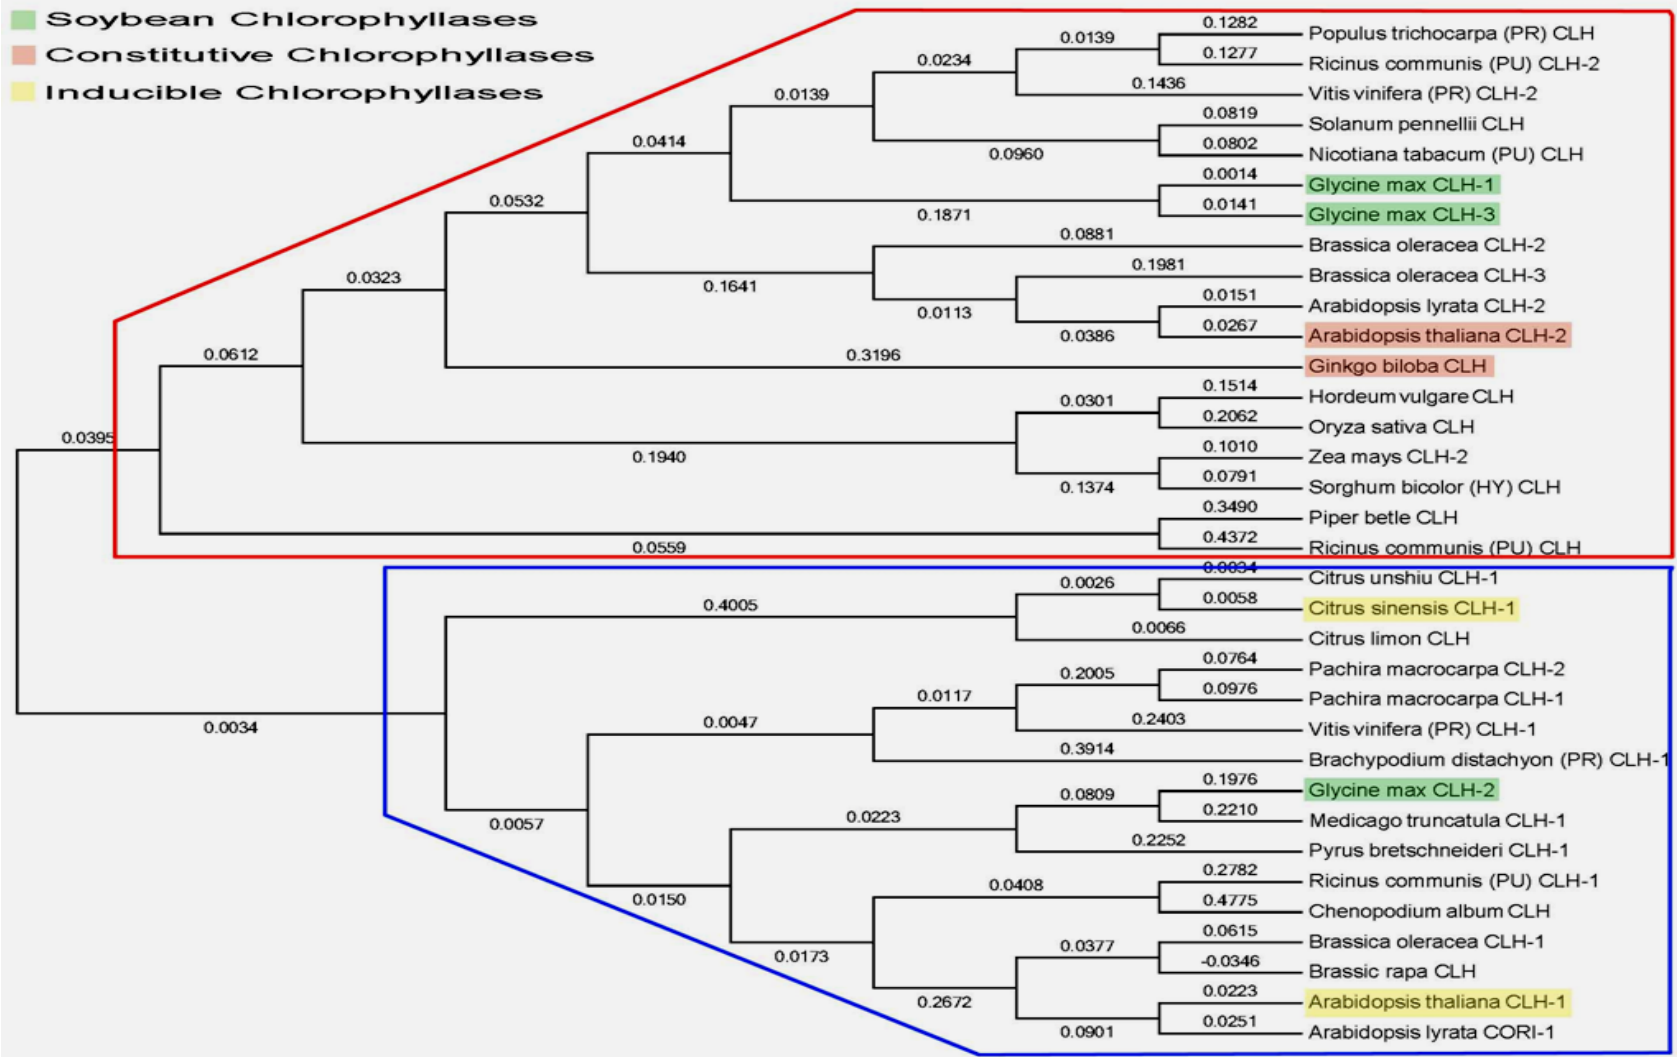 Soybean Chlorophyllases
Constitutive Chlorophyllases
Inducible Chlorophyllases
0.1282
Populus trichocarpa (PR) CLH
0.0139
0.1277
Ricinus communis (PU) CLH-2
0.0234
0.1436
Vitis vinifera (PR) CLH-2
0.0139
0.0819
Solanum pennellii CLH
0.0414
0.0960
0.0802
Nicotiana tabacum (PU) CLH
0.0014
Glycine max CLH-1
0.0532
0.1871
0.0141
Glycine max CLH-3
0.0881
Brassica oleracea CLH-2
0.0323
0.1641
0.1981
Brassica oleracea CLH-3
0.0113
0.0151
Arabidopsis lyrata CLH-2
0.0386
0.0267
Arabidopsis thaliana CLH-2
0.0612
0.3196
Ginkgo biloba CLH
0.1514
Hordeum vulgare CLH
0.0301
0.2062
Oryza sativa CLH
0.0395
0.1940
0.1010
Zea mays CLH-2
0.1374
0.0791
Sorghum bicolor (HY) CLH
0.3490
Piper betle CLH
0.0559
0.4372
Ricinus communis (PU) CLH
0.0034
Citrus unshiu CLH-1
0.0026
0.0058
Citrus sinensis CLH-1
0.4005
0.0066
Citrus limon CLH
0.0764
Pachira macrocarpa CLH-2
0.2005
0.0976
Pachira macrocarpa CLH-1
0.0117
0.2403
Vitis vinifera (PR) CLH-1
0.0034
0.0047
0.3914
Brachypodium distachyon (PR) CLH-1
0.1976
Glycine max CLH-2
0.0809
0.2210
Medicago truncatula CLH-1
0.0057
0.0223
0.2252
Pyrus bretschneideri CLH-1
0.2782
Ricinus communis (PU) CLH-1
0.0150
0.0408
0.4775
Chenopodium album CLH
0.0615
Brassica oleracea CLH-1
0.0173
0.0377
-0.0346
Brassic rapa CLH
0.2672
0.0223
Arabidopsis thaliana CLH-1
0.0901
0.0251
Arabidopsis lyrata CORI-1